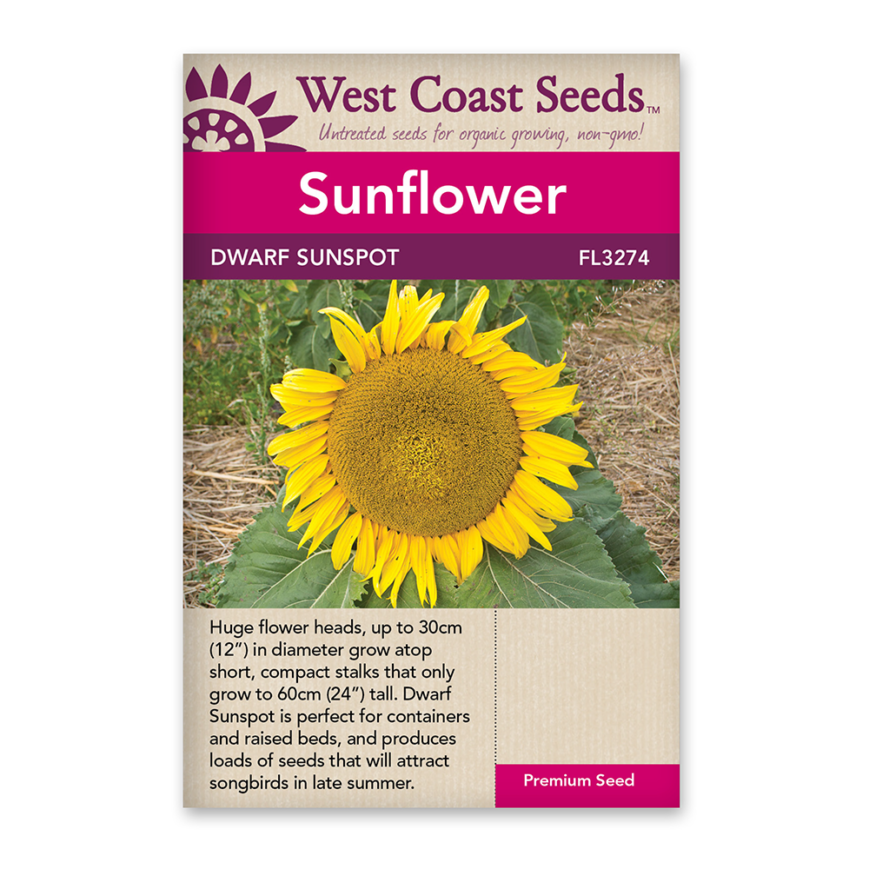 West Coast Seeds™
Untreated seeds for organic growing, non-gmo!
Sunflower
DWARF SUNSPOT FL3274
Huge flower heads, up to 30cm
(12”) in diameter grow atop
short, compact stalks that only
grow to 60cm (24”) tall. Dwarf
Sunspot is perfect for containers
and raised beds, and produces
loads of seeds that will attract
songbirds in late summer.
Premium Seed